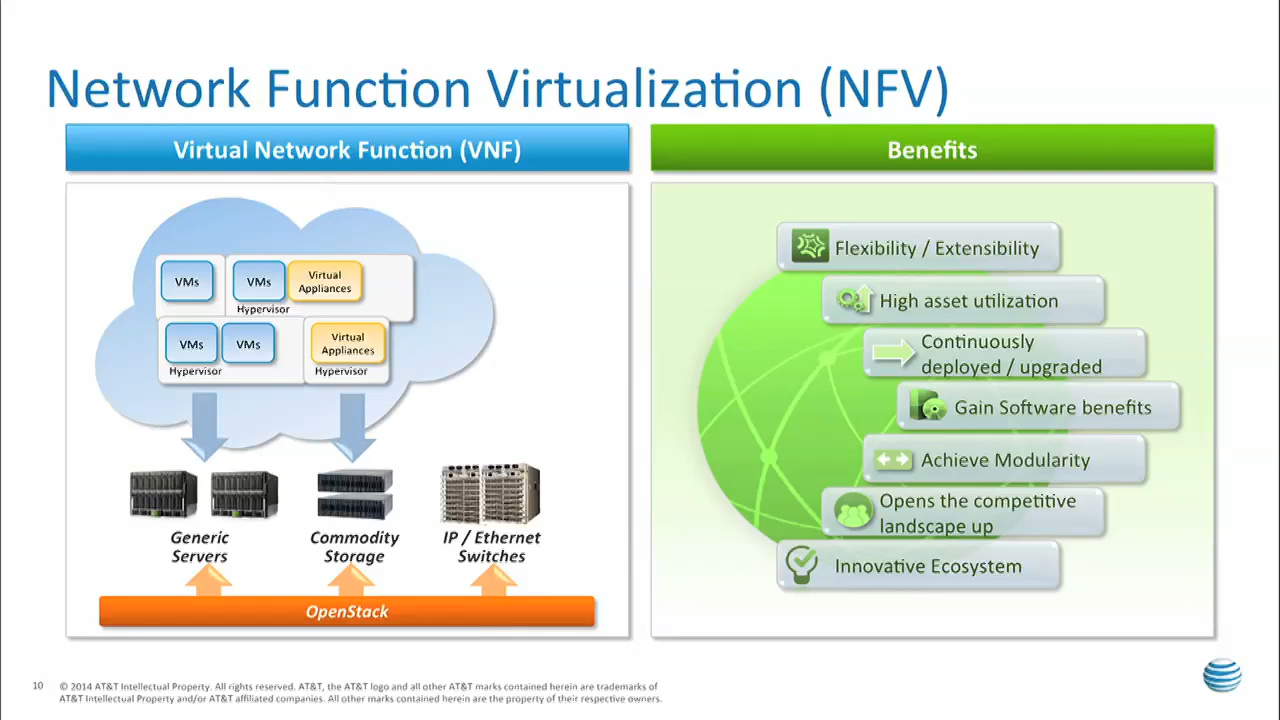 Network Function Virtualization (NFV)
Virtual Network Function (VNF)
VMs
VMs
Virtual
Appliances
Hypervisor
VMs
VMs
Virtual
Appliances
Hypervisor
Hypervisor
Generic
Servers
Commodity
Storage
IP / Ethernet
Switches
OpenStack
Benefits
Flexibility / Extensibility
High asset utilization
Continuously
deployed / upgraded
Gain Software benefits
Achieve Modularity
Opens the competitive
landscape up
Innovative Ecosystem
10
© 2014 AT&T Intellectual Property. All rights reserved. AT&T, the AT&T logo and all other AT&T marks contained herein are trademarks of
AT&T Intellectual Property and/or AT&T affiliated companies. All other marks contained herein are the property of their respective owners.